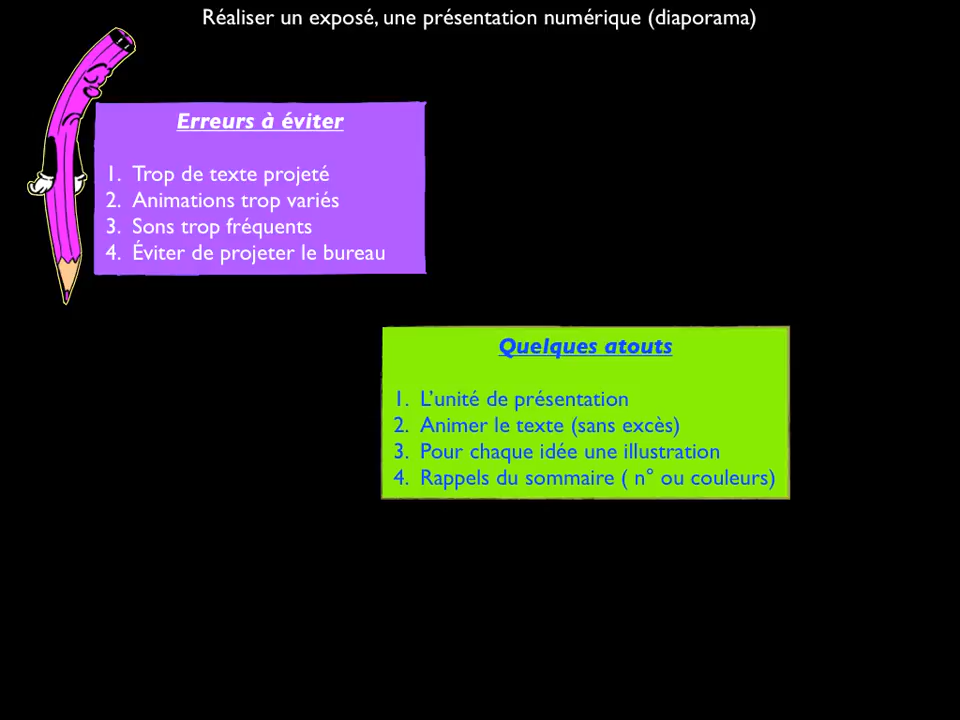 Réaliser un exposé, une présentation numérique (diaporama)
Erreurs à éviter
1. Trop de texte projeté
2. Animations trop variés
3. Sons trop fréquents
4. Éviter de projeter le bureau
Quelques atouts
1. L'unité de présentation
2. Animer le texte (sans excès)
3. Pour chaque idée une illustration
4. Rappels du sommaire ( n° ou couleurs)